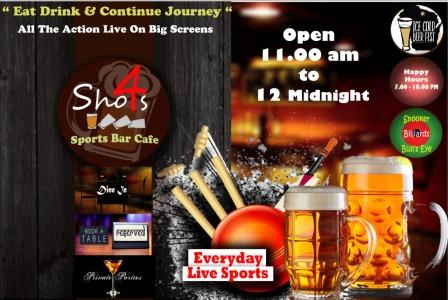 “ Eat Drink & Continue Journey “
All The Action Live On Big Screens
4
Shots
Sports Bar Cafe
Dine In
BOOK A
TABLE
reserved
Private Parties
Open
11.00 am
to
12 Midnight
Everyday
Live Sports
ICE COLD
BEER FEST
Happy
Hours
7.00 - 10.00 PM
Snooker
Billiards
Bull's Eye